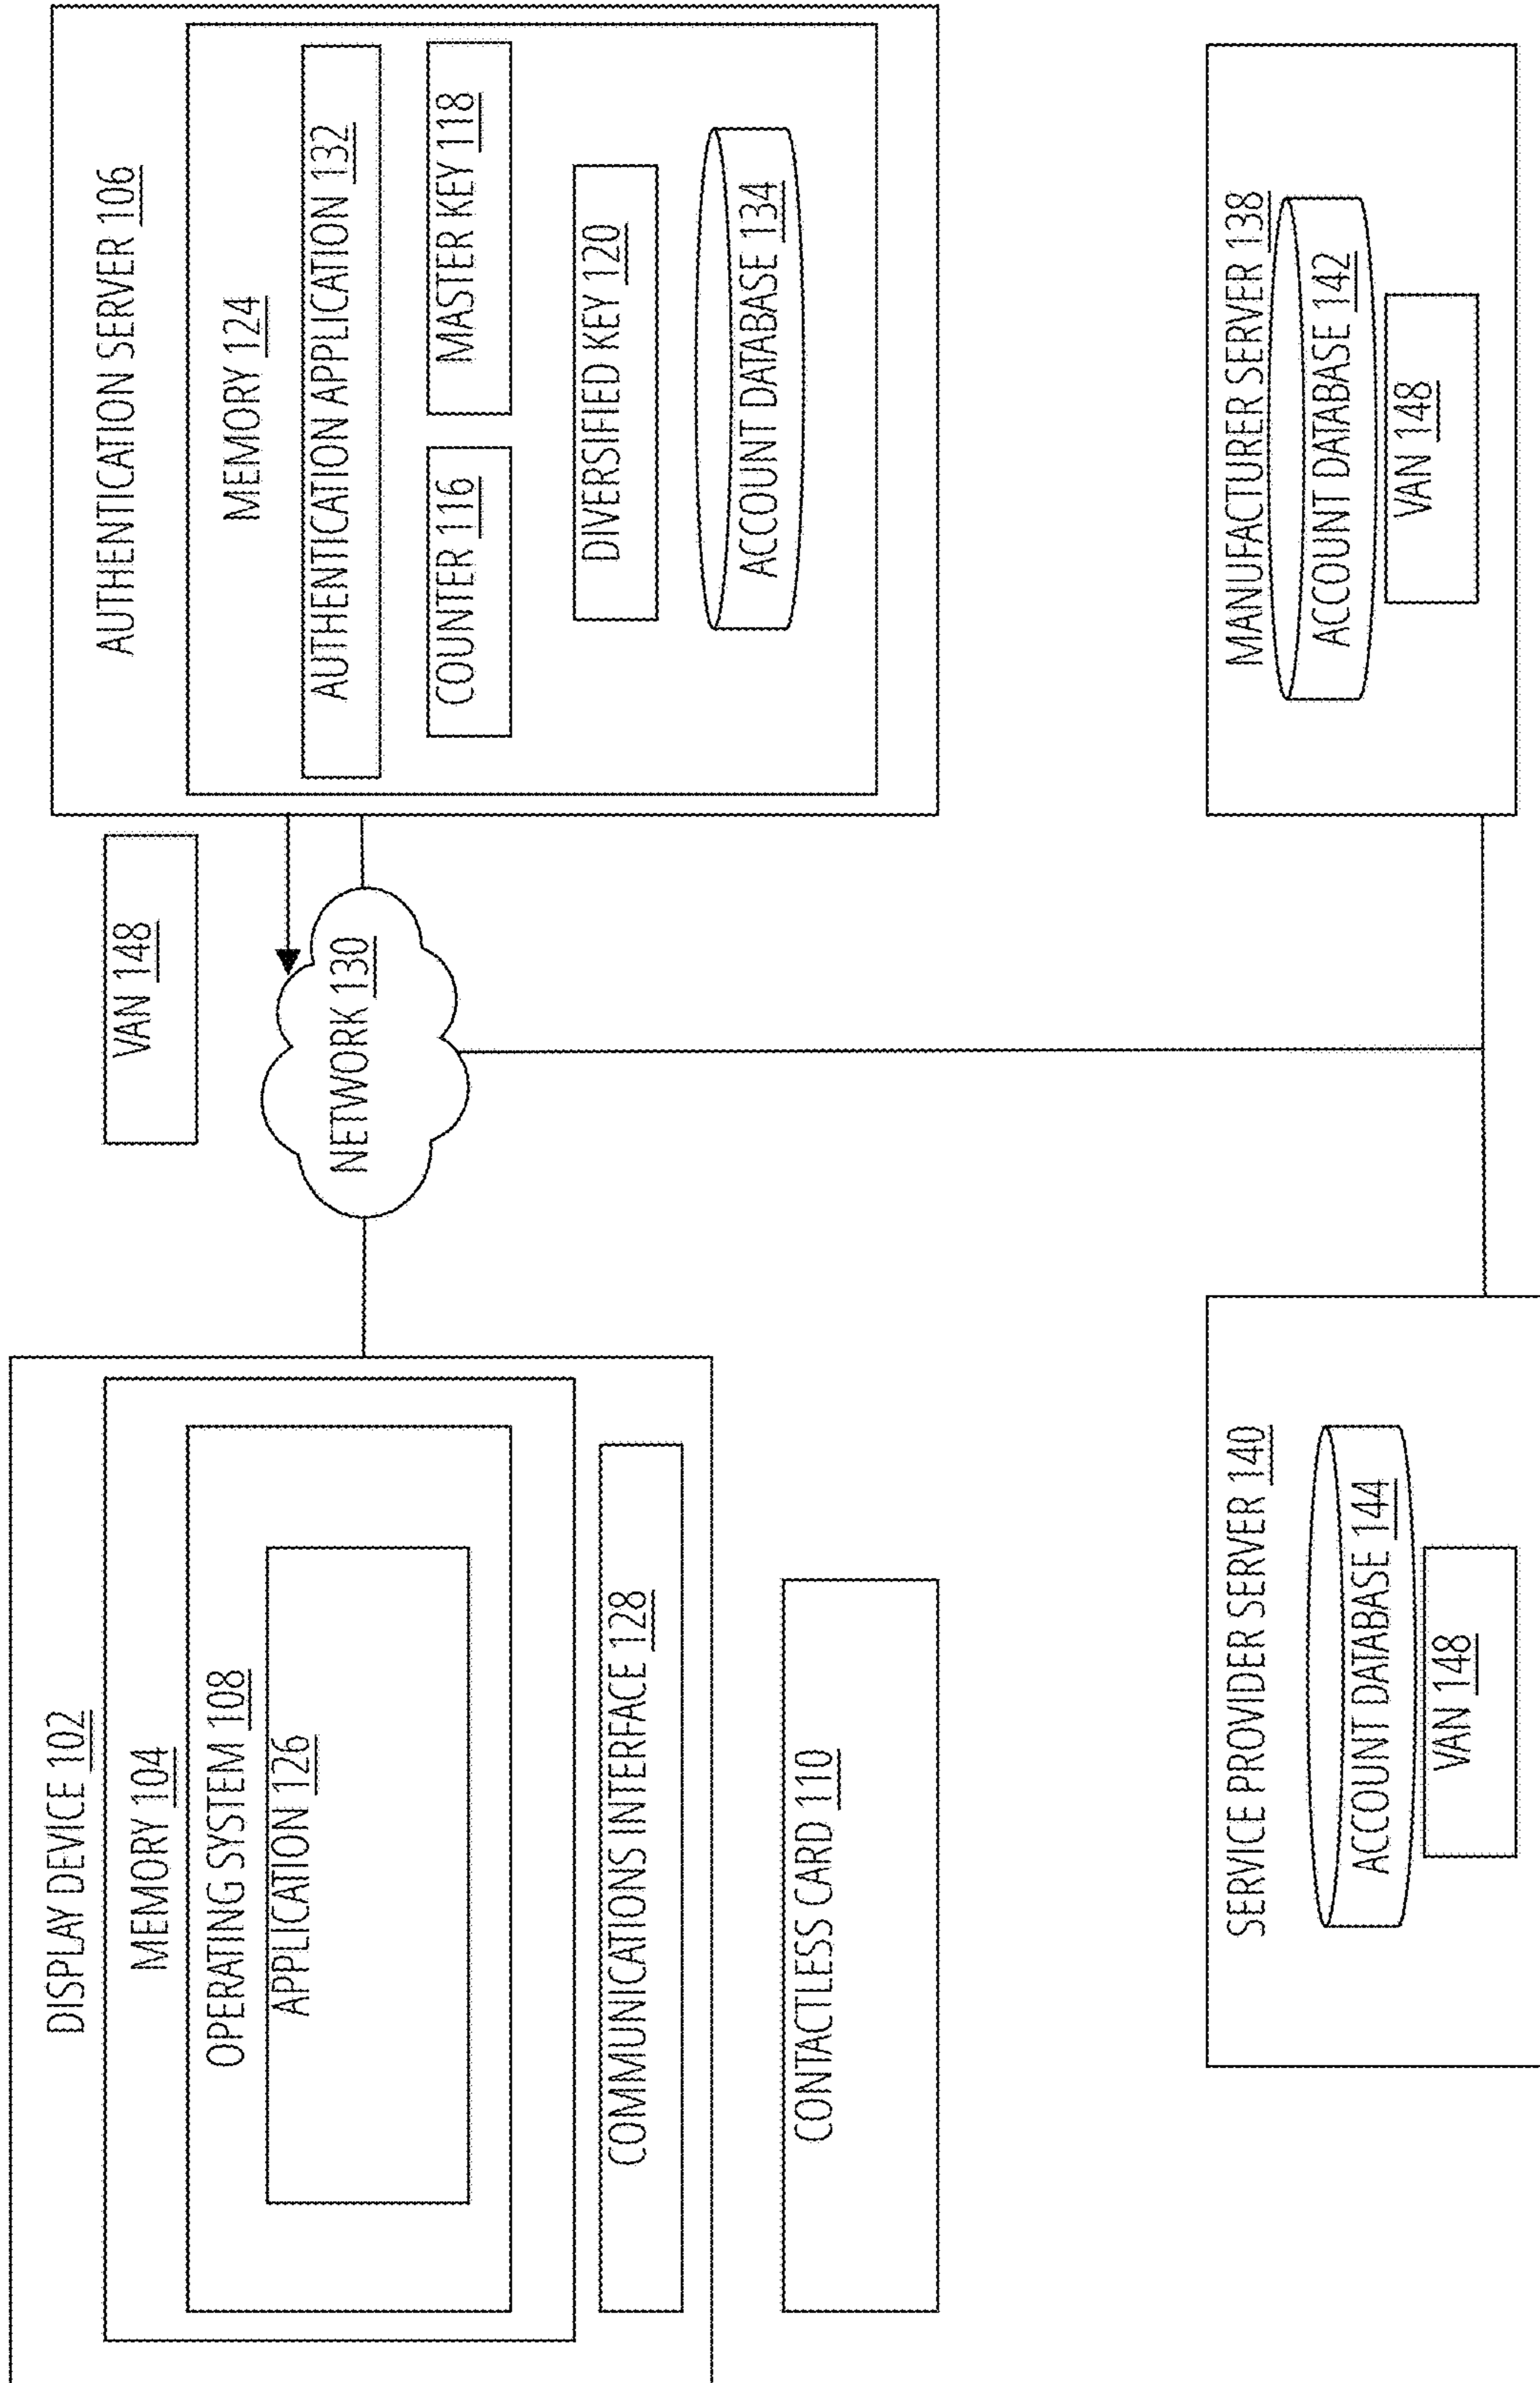 DISPLAY DEVICE 102
MEMORY 104
OPERATING SYSTEM 108
APPLICATION 126
COMMUNICATIONS INTERFACE 128
CONTACTLESS CARD 110
VAN 148
NETWORK 130
AUTHENTICATION SERVER 106
MEMORY 124
AUTHENTICATION APPLICATION 132
COUNTER 116
MASTER KEY 118
DIVERSIFIED KEY 120
ACCOUNT DATABASE 134
SERVICE PROVIDER SERVER 140
ACCOUNT DATABASE 144
VAN 148
MANUFACTURER SERVER 138
ACCOUNT DATABASE 142
VAN 148